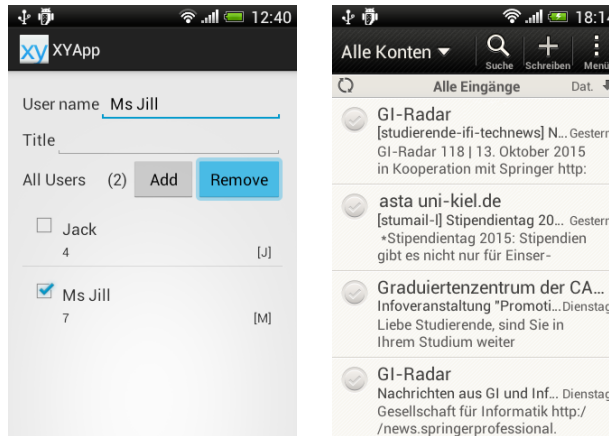 12:40
xy XYApp
User name Ms Jill
Title
All Users (2) Add Remove
Jack
4 [J]
Ms Jill
7 [M]
18:14
Alle Konten Suche Schreiben Menü
Alle Eingänge Dat.
GI-Radar
[studierende-ifi-technews] N... Gestern
GI-Radar 118 | 13. Oktober 2015
in Kooperation mit Springer http:
asta uni-kiel.de
[stumail-l] Stipendientag 20... Gestern
*Stipendientag 2015: Stipendien
gibt es nicht nur für Einser-
Graduiertenzentrum der CA...
Infoveranstaltung "Promoti... Dienstag
Liebe Studierende, sind Sie in
Ihrem Studium weiter
GI-Radar
Nachrichten aus GI und Inf... Dienstag
Gesellschaft für Informatik http:/
/news.springerprofessional.